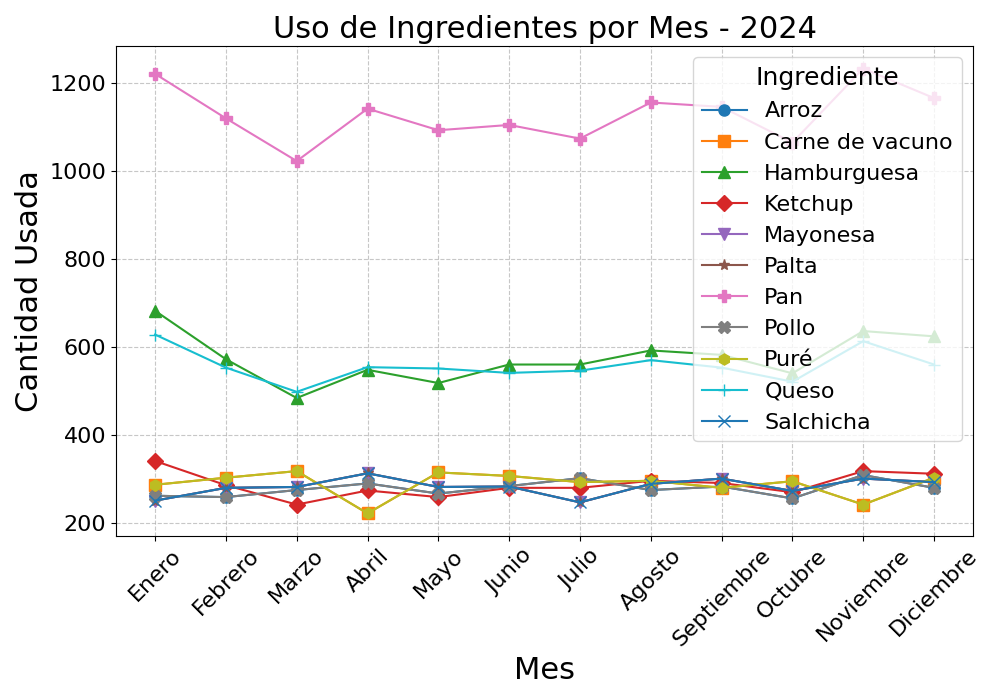 Uso de Ingredientes por Mes - 2024
Cantidad Usada
1200
1000
800
600
400
200
Ingrediente
Arroz
Carne de vacuno
Hamburguesa
Ketchup
Mayonesa
Palta
Pan
Pollo
Puré
Queso
Salchicha
Enero
Febrero
Marzo
Abril
Mayo
Junio
Julio
Agosto
Septiembre
Octubre
Noviembre
Diciembre
Mes